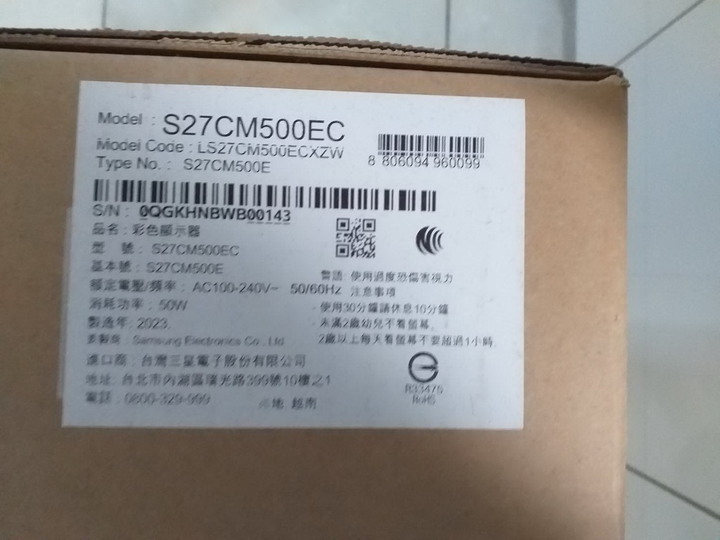 Model : S27CM500EC
Model Code : LS27CM500ECXZW
Type No. : S27CM500E
8 806094 960099
S/N : 0QGKHNBWB00143
品名 : 彩色顯示器
型 號 : S27CM500EC
基本號 : S27CM500E
額定電壓/頻率 : AC100-240V~ 50/60Hz
消耗功率 : 50W
製造年 : 2023.
製商 : Samsung Electronics Co., Ltd
進口商 : 台灣三星電子股份有限公司
地址: 台北市內湖區瑞光路399號10樓之1
電話 : 0800-329-999
地 越南
警語: 使用過度恐傷害視力
注意事項
- 使用30分鐘請休息10分鐘
- 未滿2歲幼兒不看螢幕,
2歲以上每天看螢幕不要超過1小時
R33475
RoHS